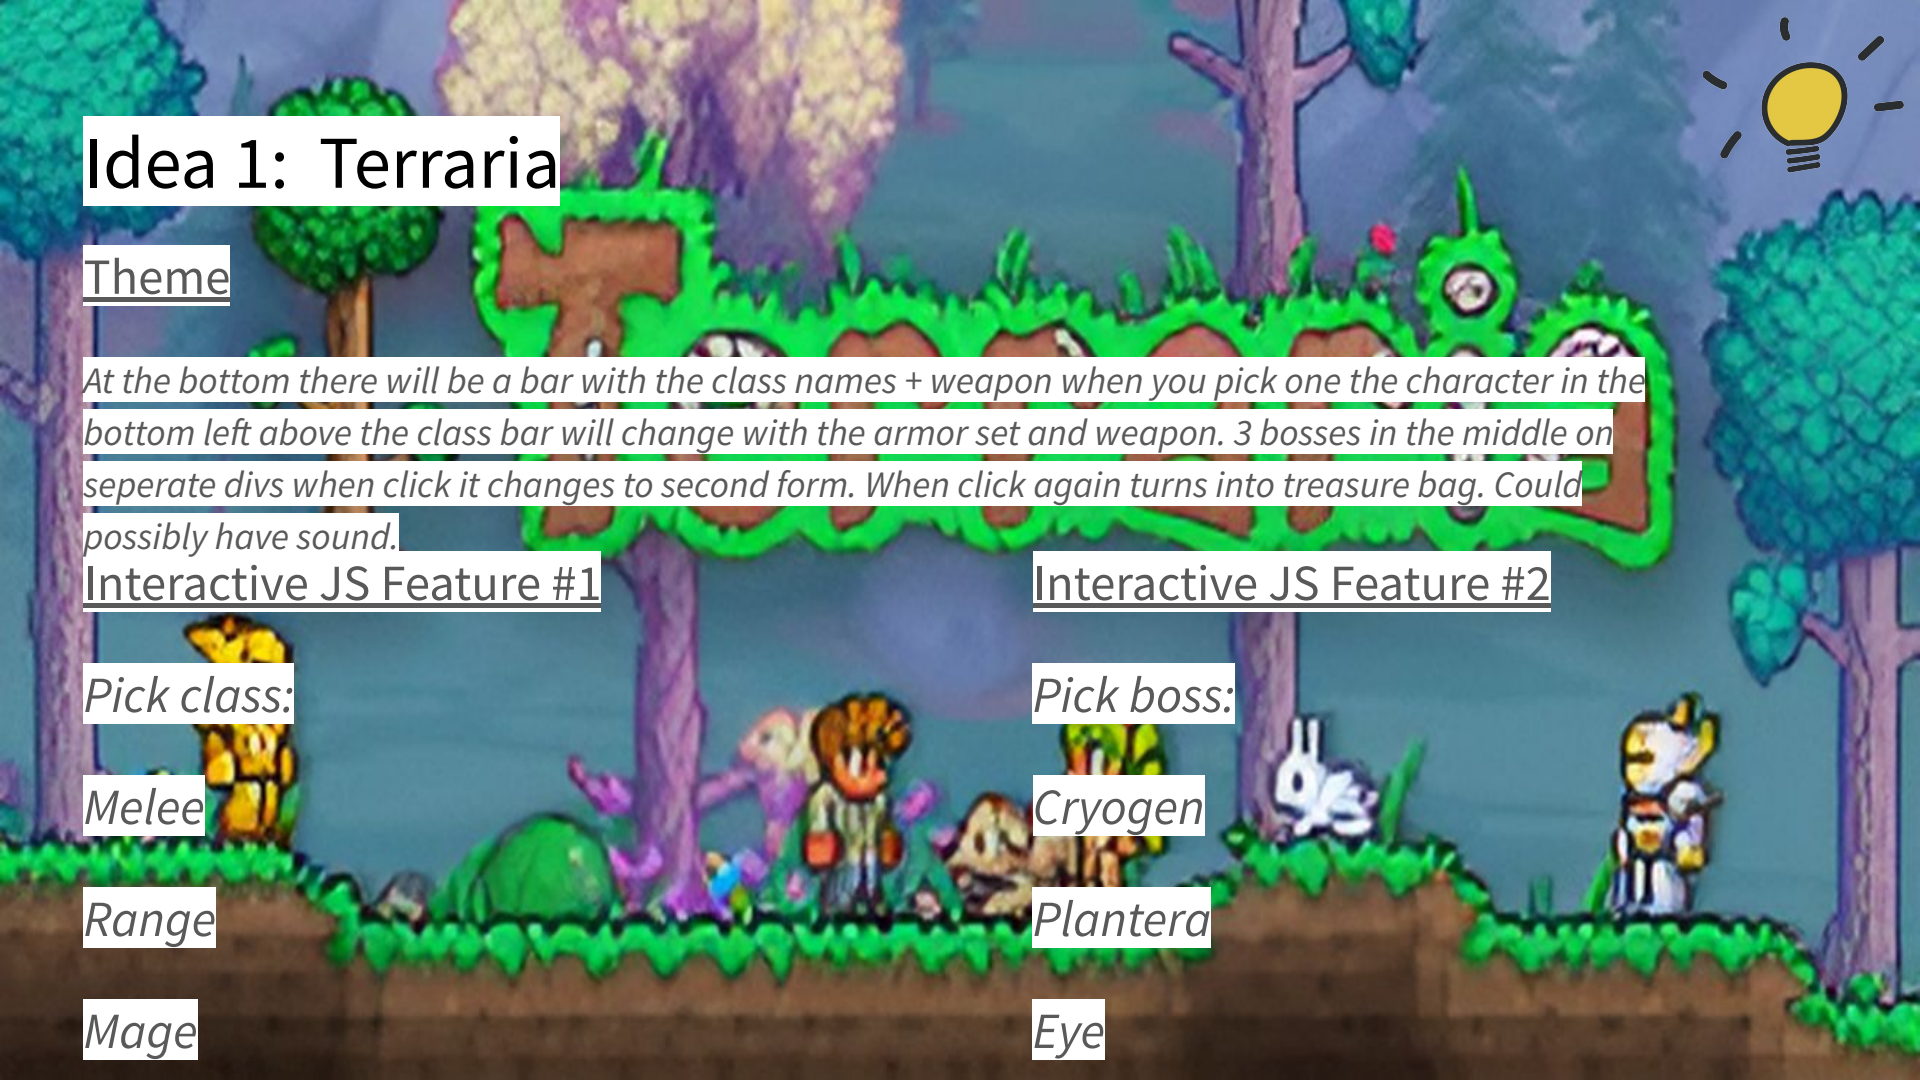 Idea 1:  Terraria
Theme
At the bottom there will be a bar with the class names + weapon when you pick one the character in the
bottom left above the class bar will change with the armor set and weapon. 3 bosses in the middle on
seperate divs when click it changes to second form. When click again turns into treasure bag. Could
possibly have sound.
Interactive JS Feature #1
Pick class:
Melee
Range
Mage
Interactive JS Feature #2
Pick boss:
Cryogen
Plantera
Eye